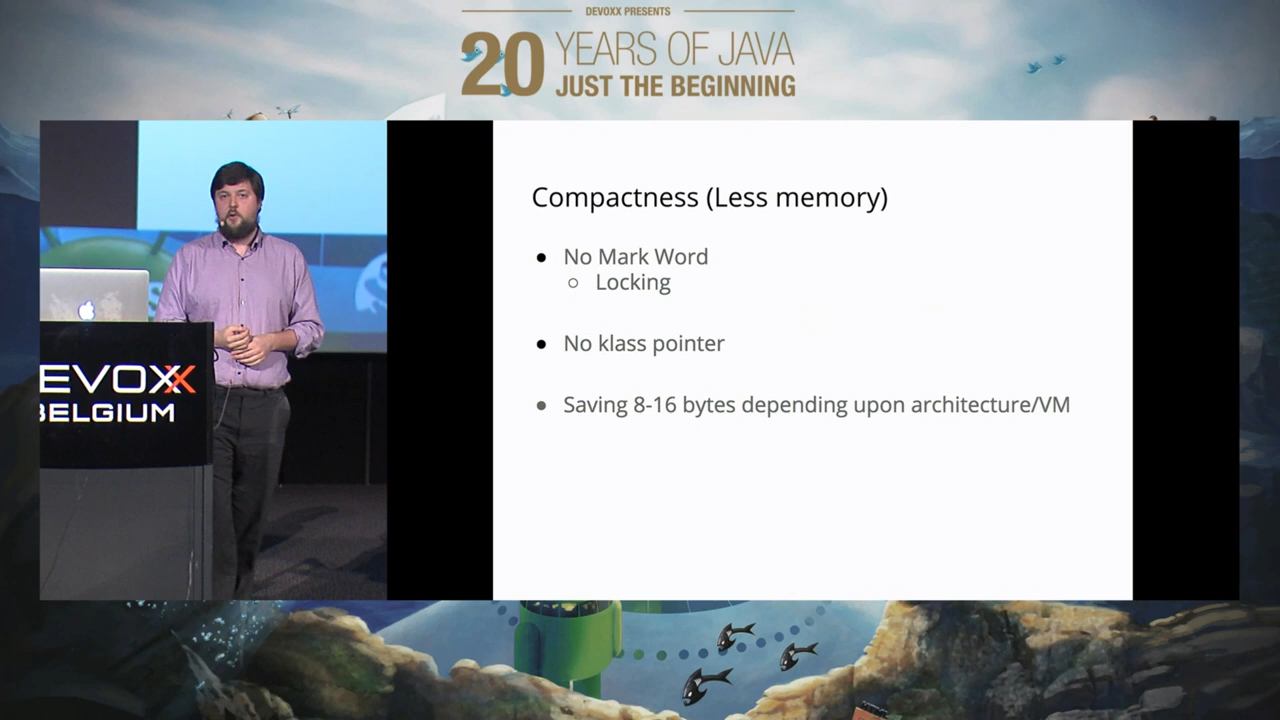 DEVOXX PRESENTS
20 YEARS OF JAVA
JUST THE BEGINNING
EVOXX
BELGIUM
Compactness (Less memory)
● No Mark Word
○ Locking
● No klass pointer
● Saving 8-16 bytes depending upon architecture/VM